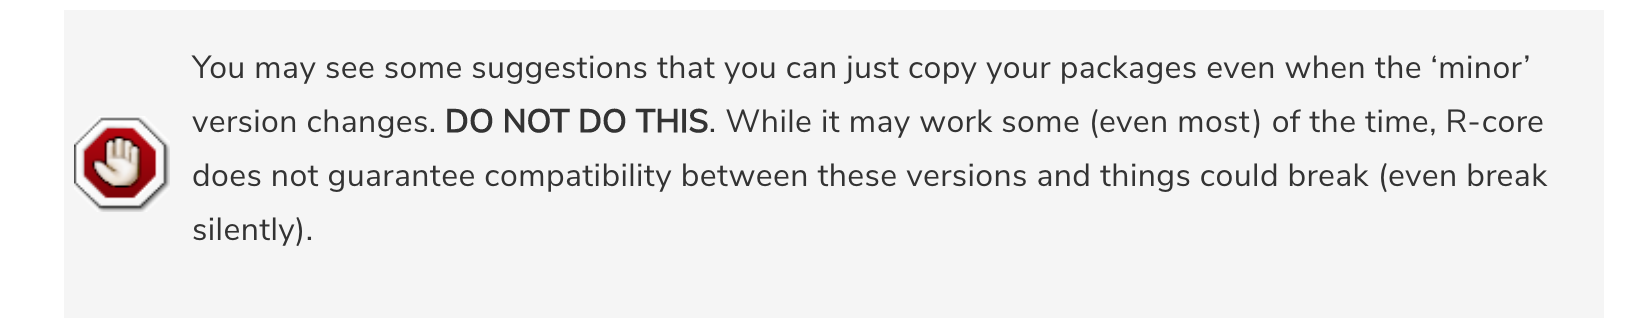 You may see some suggestions that you can just copy your packages even when the ‘minor’
version changes. DO NOT DO THIS. While it may work some (even most) of the time, R-core
does not guarantee compatibility between these versions and things could break (even break
silently).